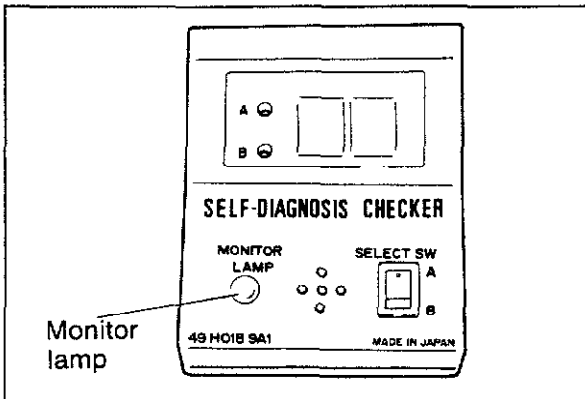 A
B
SELF-DIAGNOSIS CHECKER
MONITOR
LAMP
SELECT SW
A
B
Monitor
lamp
49 H018 9A1
MADE IN JAPAN